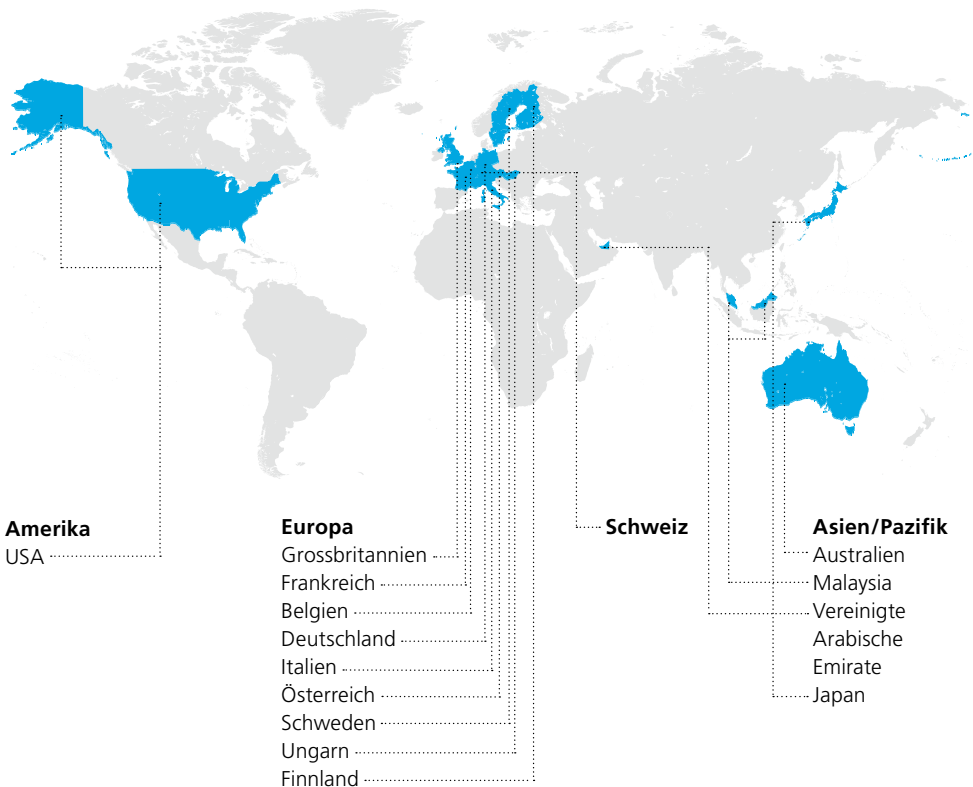 Amerika
USA
Europa
Grossbritannien
Frankreich
Belgien
Deutschland
Italien
Österreich
Schweden
Ungarn
Finnland
Schweiz
Asien/Pazifik
Australien
Malaysia
Vereinigte
Arabische
Emirate
Japan